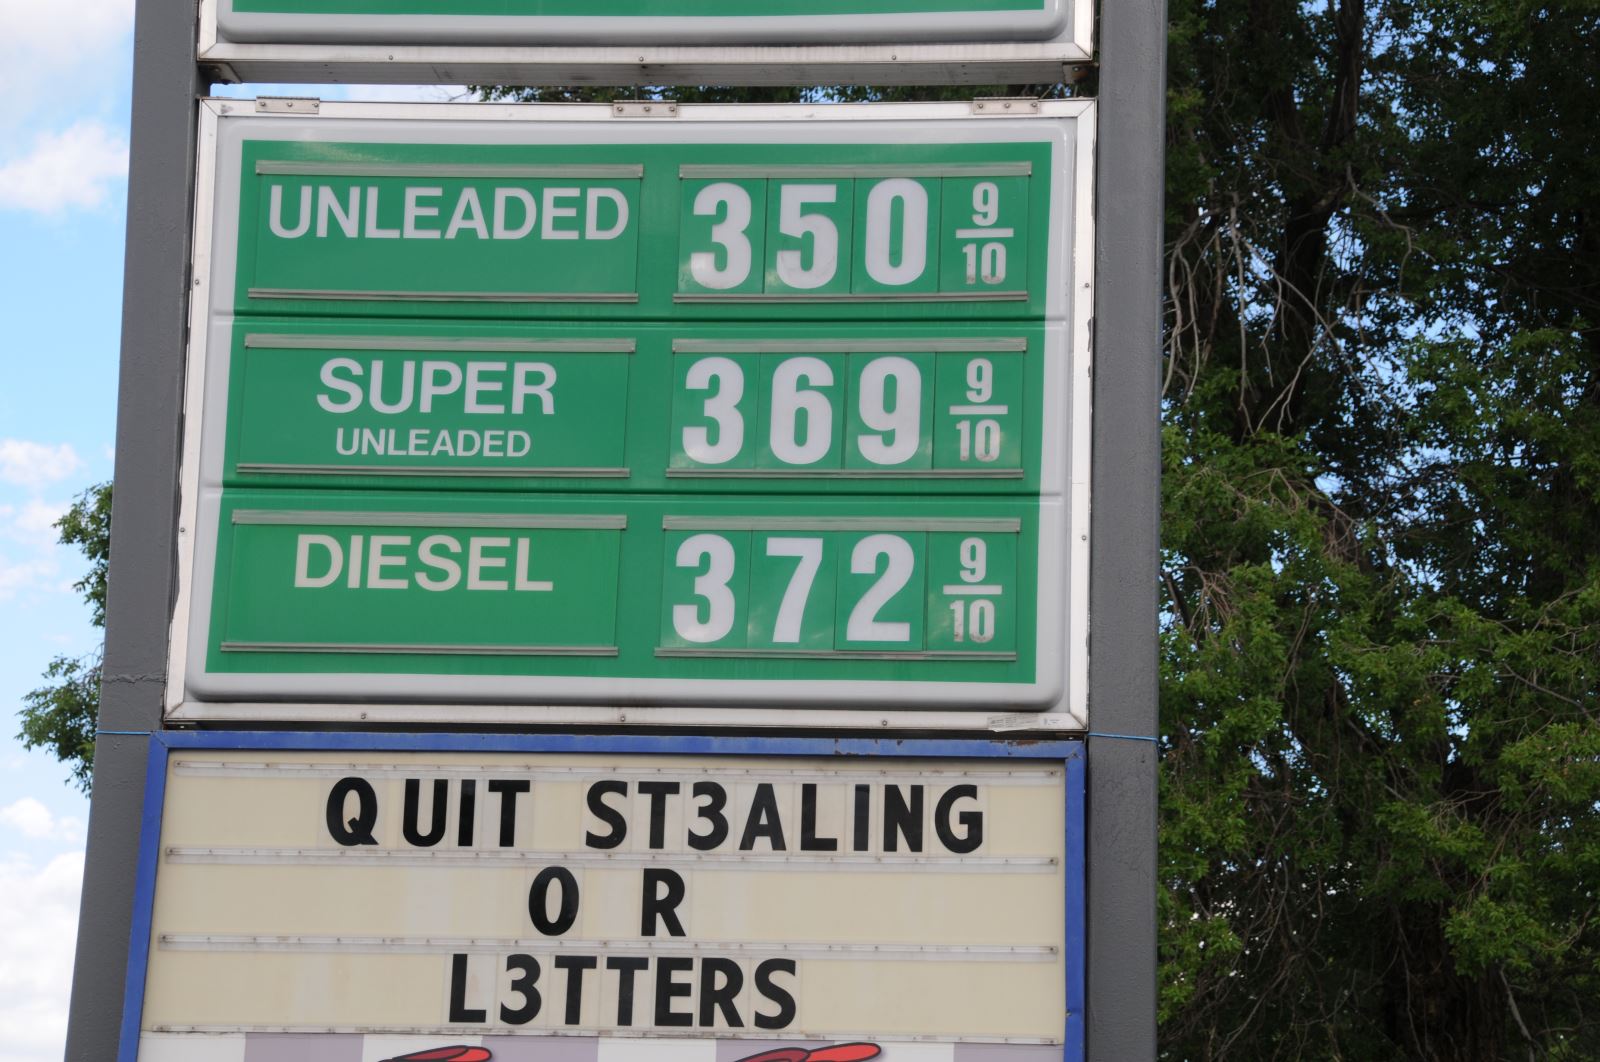 UNLEADED 350 9/10
SUPER 369 9/10
UNLEADED
DIESEL 372 9/10
QUIT ST3ALING
O R
L3TTERS